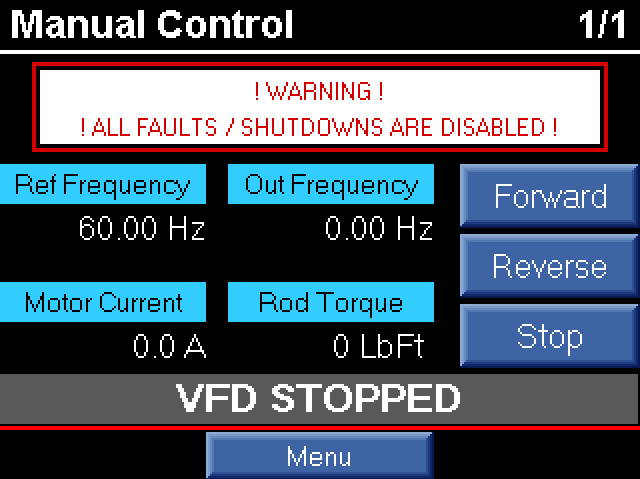 Manual Control 1/1
! WARNING !
! ALL FAULTS / SHUTDOWNS ARE DISABLED !
Ref Frequency Out Frequency Forward
60.00 Hz 0.00 Hz
Reverse
Motor Current Rod Torque
0.0 A 0 LbFt Stop
VFD STOPPED
Menu